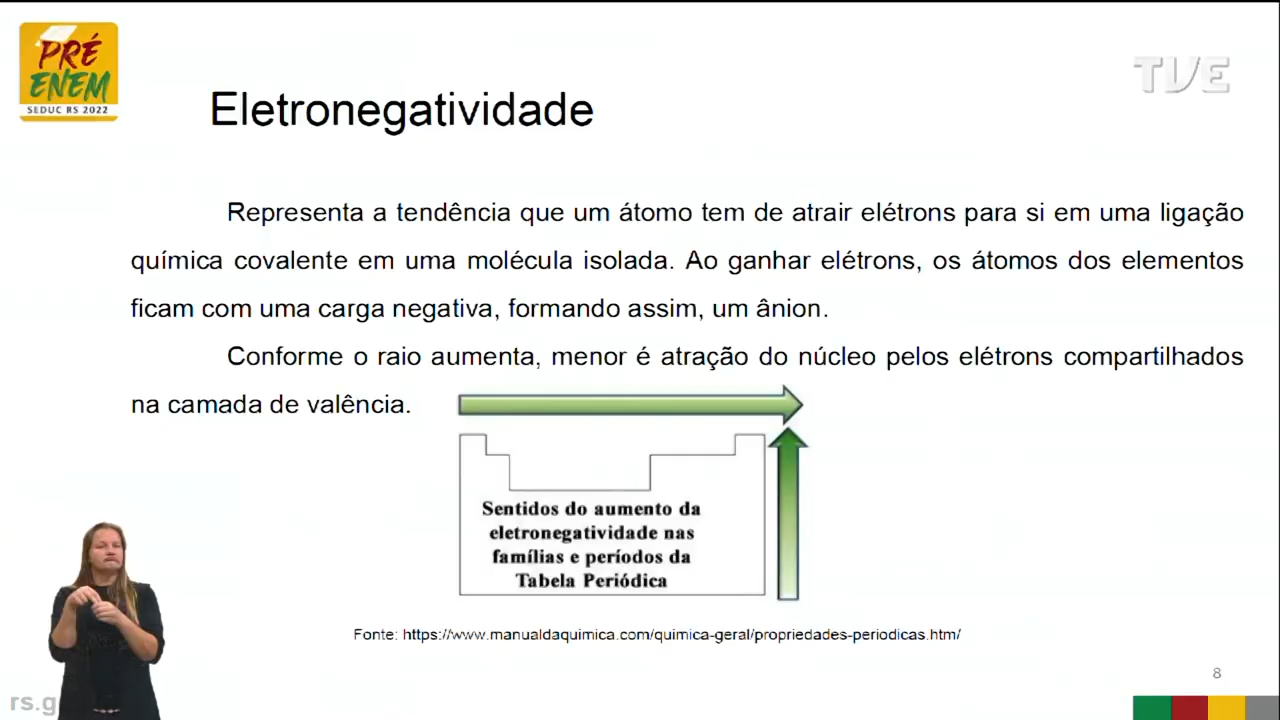 PRÉ
ENEM
SEDUC RS 2022
TVE
Eletronegatividade
Representa a tendência que um átomo tem de atrair elétrons para si em uma ligação
química covalente em uma molécula isolada. Ao ganhar elétrons, os átomos dos elementos
ficam com uma carga negativa, formando assim, um ânion.
Conforme o raio aumenta, menor é atração do núcleo pelos elétrons compartilhados
na camada de valência.
Sentidos do aumento da
eletronegatividade nas
famílias e períodos da
Tabela Periódica
Fonte: https://www.manualdaquimica.com/quimica-geral/propriedades-periodicas.htm/
8
rs.g